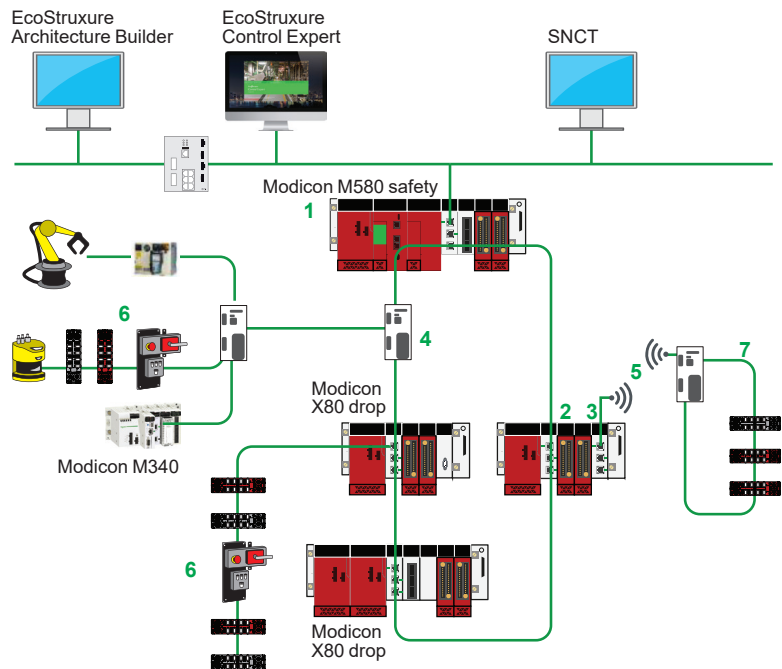 EcoStruxure
Architecture Builder
EcoStruxure
Control Expert
SNCT
Modicon M580 safety
1
6
4
5
7
Modicon
X80 drop
2
3
Modicon M340
6
Modicon
X80 drop